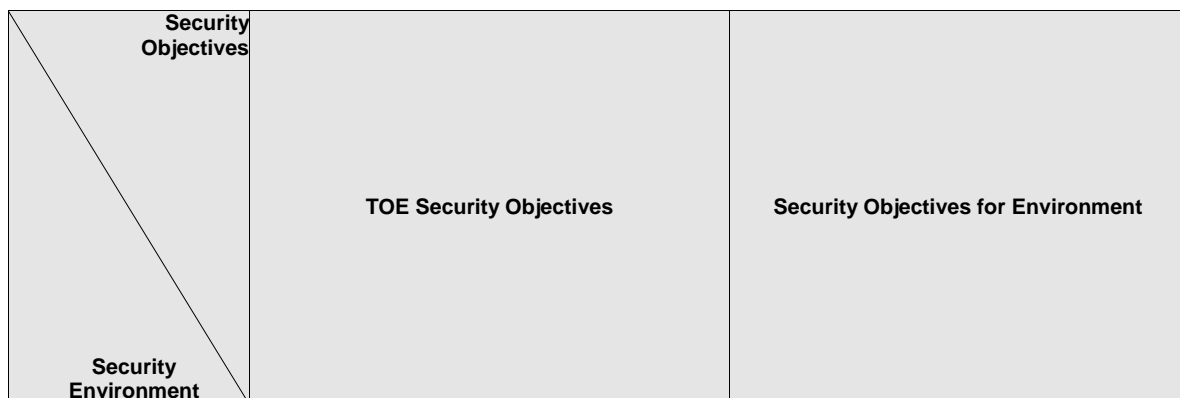 Security
Objectives
TOE Security Objectives
Security Objectives for Environment
Security
Environment